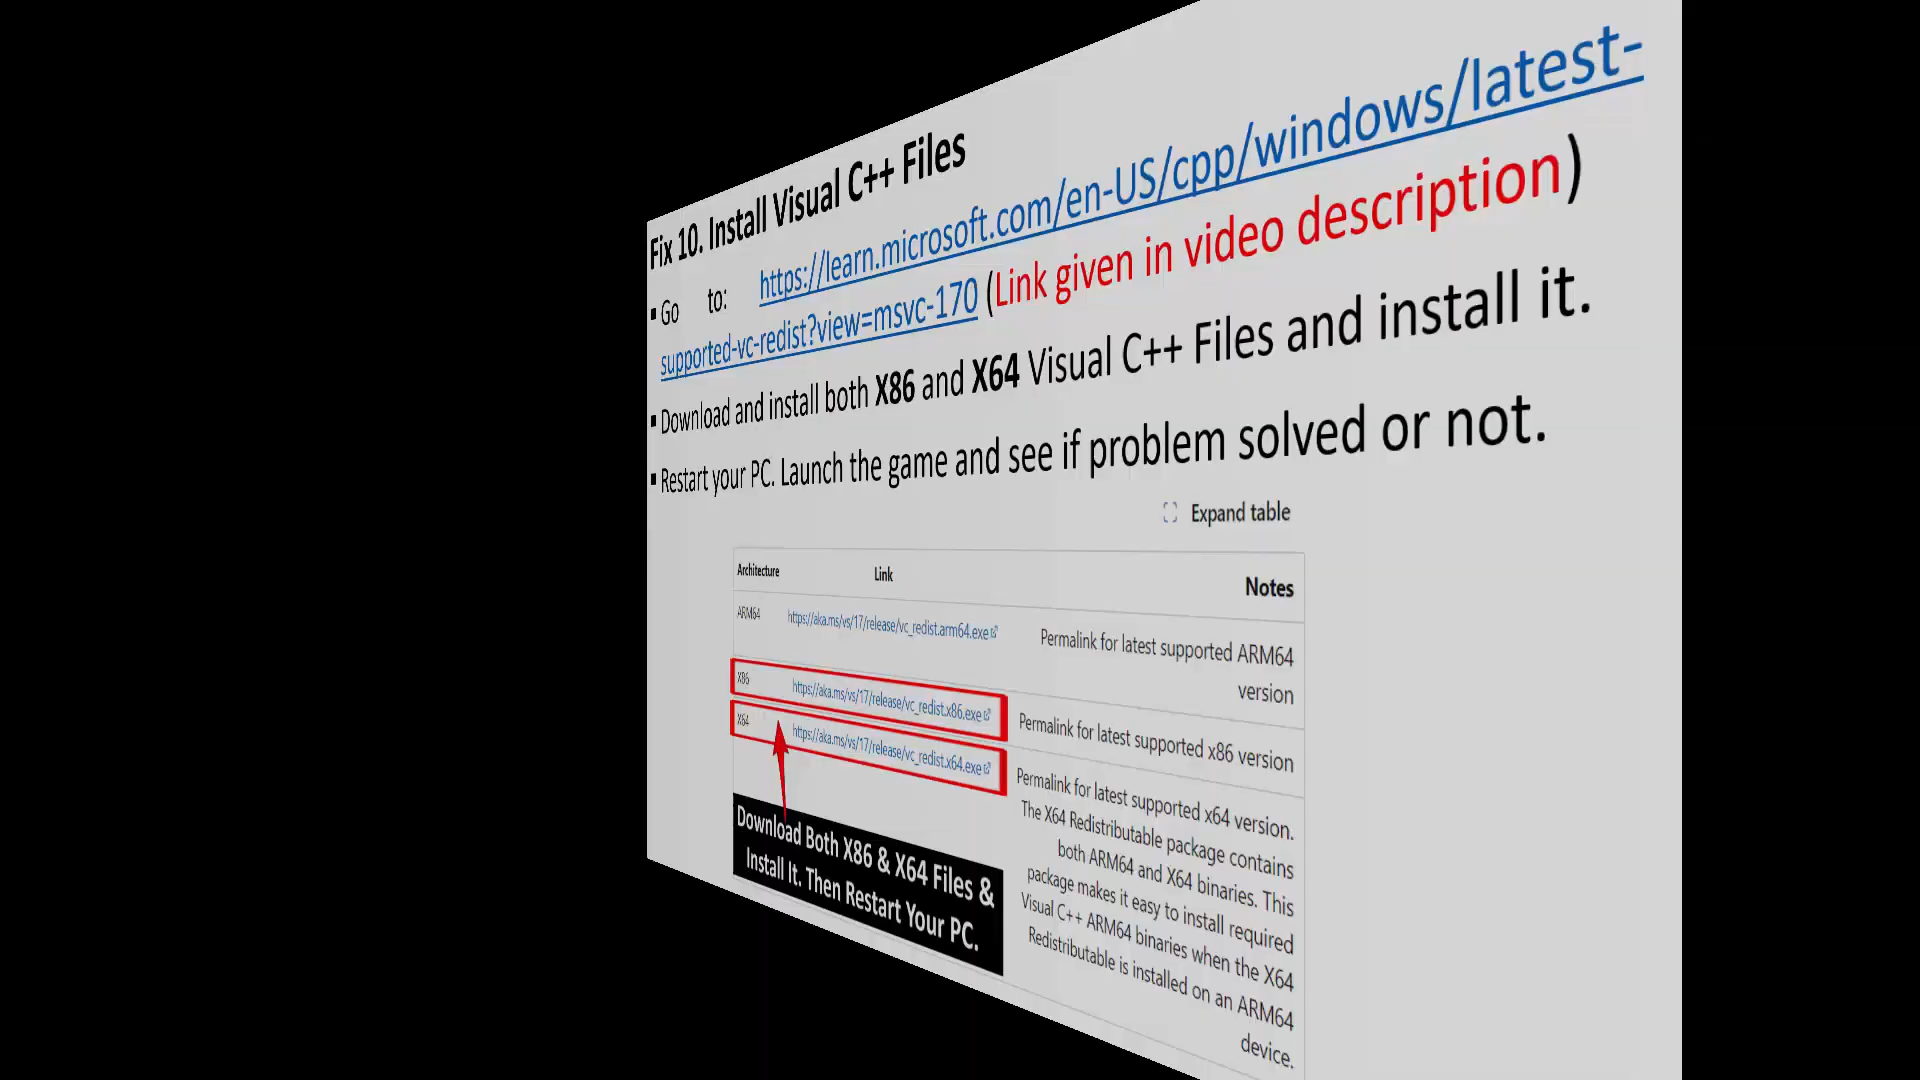 Fix 10. Install Visual C++ Files
▪ Go to: https://learn.microsoft.com/en-US/cpp/windows/latest-
supported-vc-redist?view=msvc-170 (Link given in video description)
▪ Download and install both X86 and X64 Visual C++ Files and install it.
▪ Restart your PC. Launch the game and see if problem solved or not.
Expand table
Architecture Link Notes
ARM64 https://aka.ms/vs/17/release/vc_redist.arm64.exe Permalink for latest supported ARM64
version
X86 https://aka.ms/vs/17/release/vc_redist.x86.exe Permalink for latest supported x86 version
X64 https://aka.ms/vs/17/release/vc_redist.x64.exe Permalink for latest supported x64 version.
The X64 Redistributable package contains
both ARM64 and X64 binaries. This
package makes it easy to install required
Visual C++ ARM64 binaries when the X64
Redistributable is installed on an ARM64
device.
Download Both X86 & X64 Files &
Install It. Then Restart Your PC.